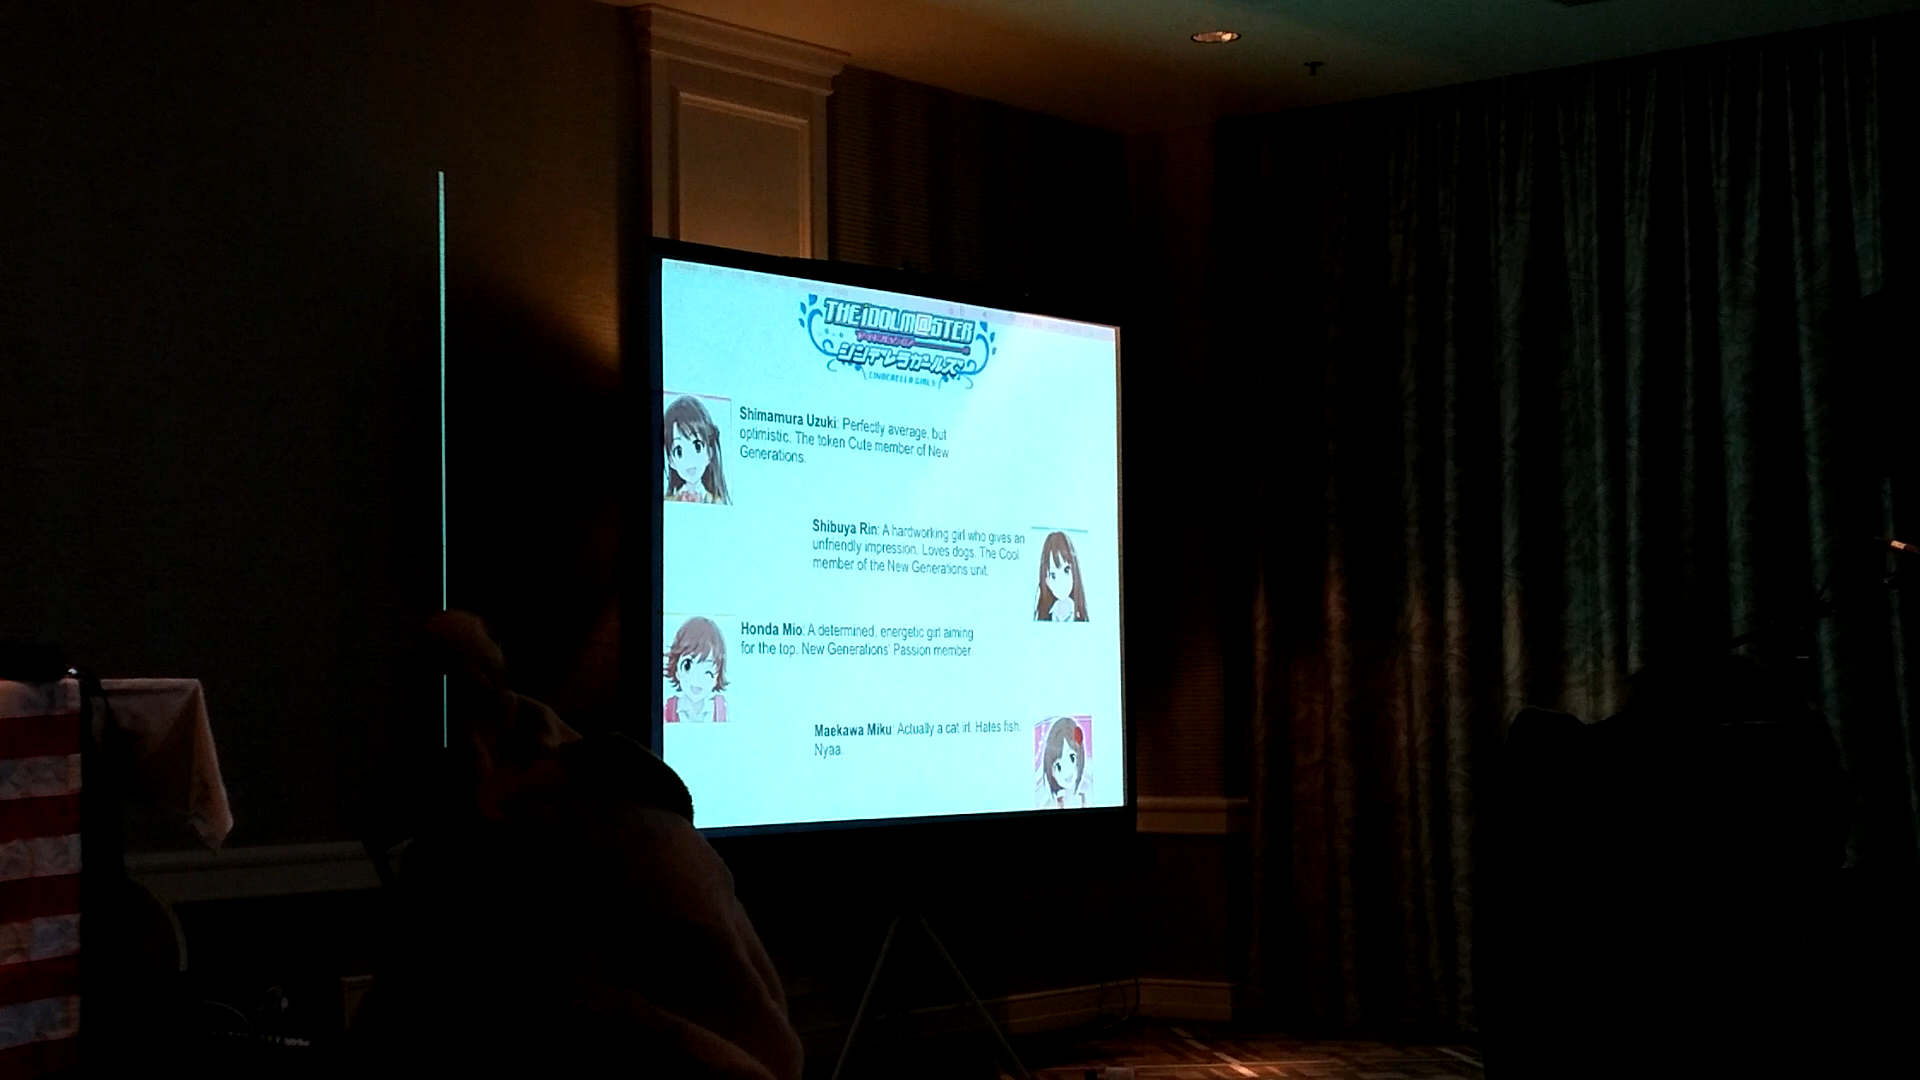 THE iDOLM@STER
シンデレラガールズ
CINDERELLA GIRLS
Shimamura Uzuki: Perfectly average, but
optimistic. The token Cute member of New
Generations.
Shibuya Rin: A hardworking girl who gives an
unfriendly impression. Loves dogs. The Cool
member of the New Generations unit.
Honda Mio: A determined, energetic girl aiming
for the top. New Generations' Passion member.
Maekawa Miku: Actually a cat irl. Hates fish.
Nyaa.